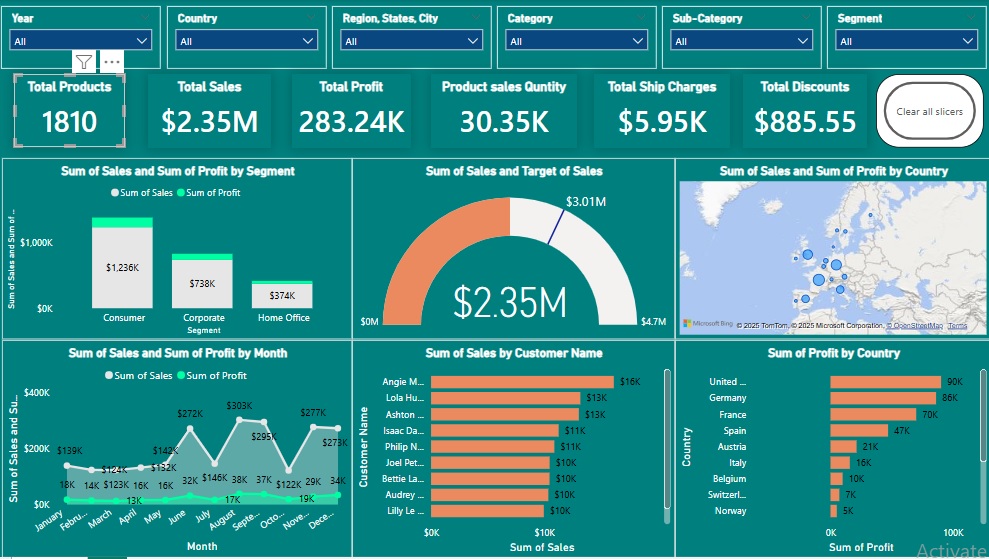 Year
Country
Region, States, City
Category
Sub-Category
Segment
All
All
All
All
All
All
Total Products
1810
Total Sales
$2.35M
Total Profit
283.24K
Product sales Quntity
30.35K
Total Ship Charges
$5.95K
Total Discounts
$885.55
Clear all slicers
Sum of Sales and Sum of Profit by Segment
Sum of Sales
Sum of Profit
Sum of Sales and Sum of ...
$1,000K
$0K
$1,236K
$738K
$374K
Consumer
Corporate
Home Office
Segment
Sum of Sales and Target of Sales
$3.01M
$2.35M
$0M
$4.7M
Sum of Sales and Sum of Profit by Country
Microsoft Bing
© 2025 TomTom, © 2025 Microsoft Corporation, © OpenStreetMap Terms
Sum of Sales and Sum of Profit by Month
Sum of Sales
Sum of Profit
Sum of Sales and Su...
$400K
$200K
$0K
$139K
$124K
$123K
$132K
$142K
$272K
$146K
$303K
$295K
$122K
$277K
$273K
18K
14K
13K
16K
16K
32K
17K
38K
37K
19K
29K
34K
January
Febru...
March
April
May
June
July
August
Septe...
Octo...
Nove...
Dece...
Month
Sum of Sales by Customer Name
Customer Name
Angie M...
$16K
Lola Hu...
$13K
Ashton ...
$13K
Isaac Da...
$11K
Philip N...
$11K
Joel Pet...
$10K
Bettie La...
$10K
Audrey ...
$10K
Lilly Le ...
$10K
$0K
$10K
Sum of Sales
Sum of Profit by Country
Country
United ...
90K
Germany
86K
France
70K
Spain
47K
Austria
21K
Italy
16K
Belgium
10K
Switzerl...
7K
Norway
5K
0K
100K
Sum of Profit
Activate